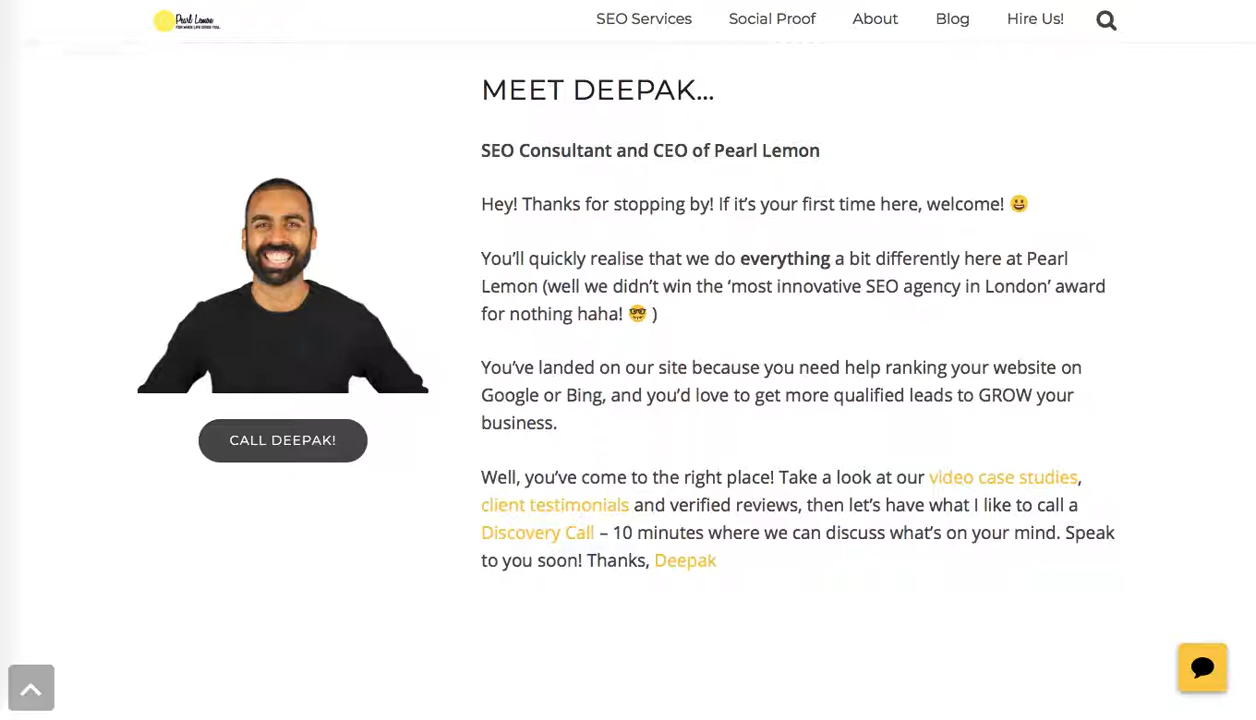 Pearl Lemon
SEO Services Social Proof About Blog Hire Us!
MEET DEEPAK...
SEO Consultant and CEO of Pearl Lemon
Hey! Thanks for stopping by! If it’s your first time here, welcome! 😀
You’ll quickly realise that we do everything a bit differently here at Pearl
Lemon (well we didn’t win the ‘most innovative SEO agency in London’ award
for nothing haha! 🤓 )
You’ve landed on our site because you need help ranking your website on
Google or Bing, and you’d love to get more qualified leads to GROW your
business.
CALL DEEPAK!
Well, you’ve come to the right place! Take a look at our video case studies,
client testimonials and verified reviews, then let’s have what I like to call a
Discovery Call – 10 minutes where we can discuss what’s on your mind. Speak
to you soon! Thanks, Deepak